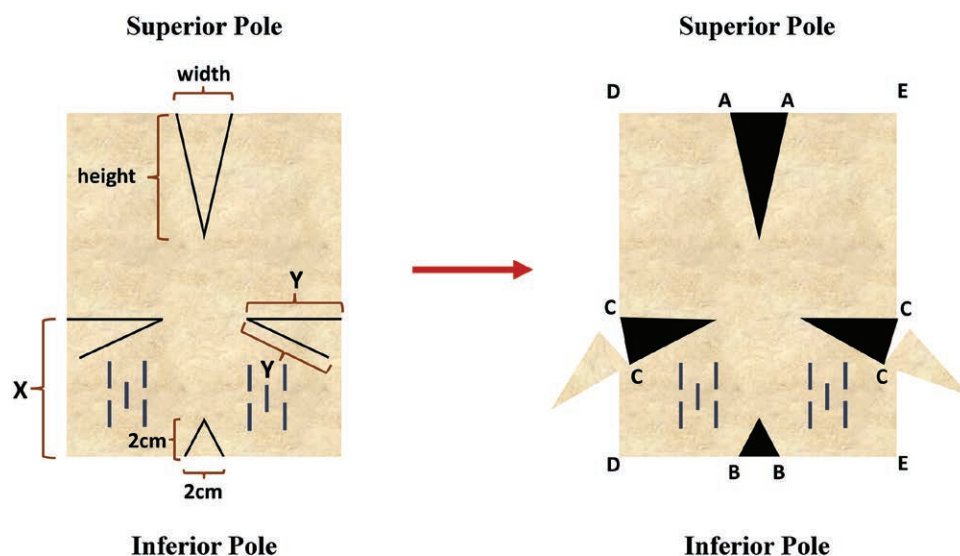 Superior Pole
width
height
Y
Y
X
2cm
2cm
Inferior Pole
Superior Pole
D A A E
C C
C C
D B B E
Inferior Pole